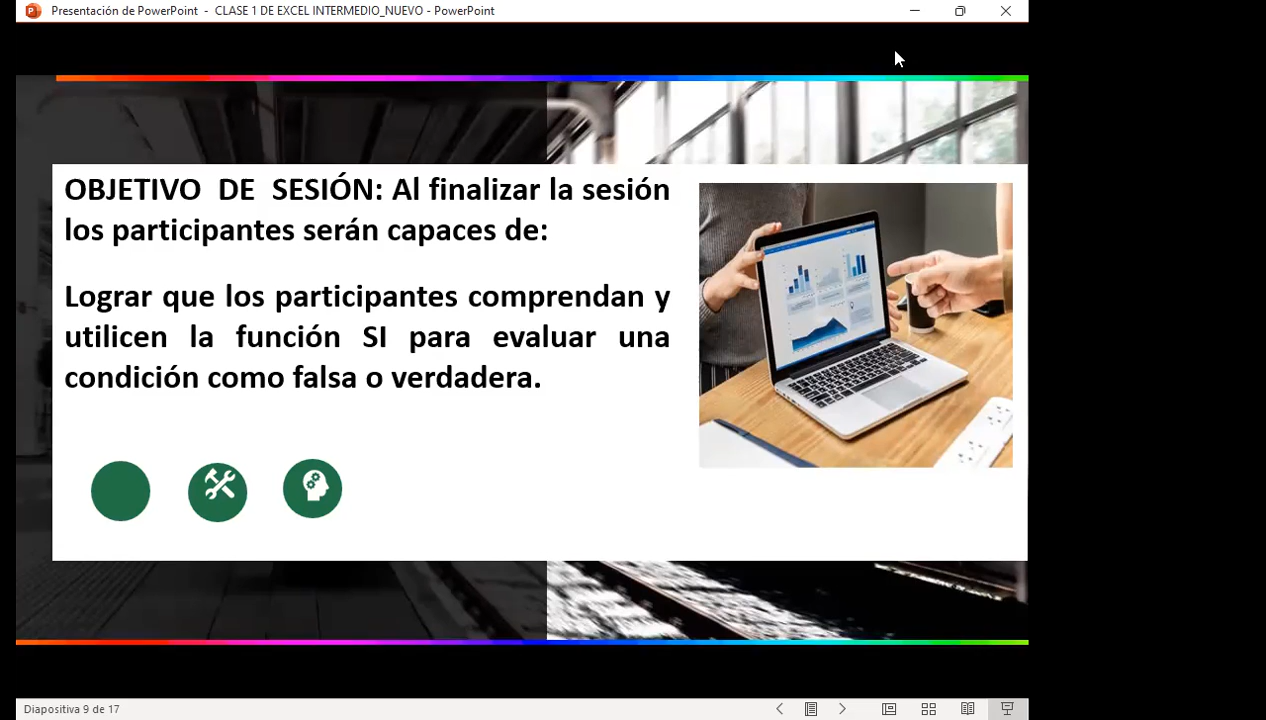 Presentación de PowerPoint - CLASE 1 DE EXCEL INTERMEDIO_NUEVO - PowerPoint
OBJETIVO DE SESIÓN: Al finalizar la sesión
los participantes serán capaces de:
Lograr que los participantes comprendan y
utilicen la función SI para evaluar una
condición como falsa o verdadera.
Diapositiva 9 de 17